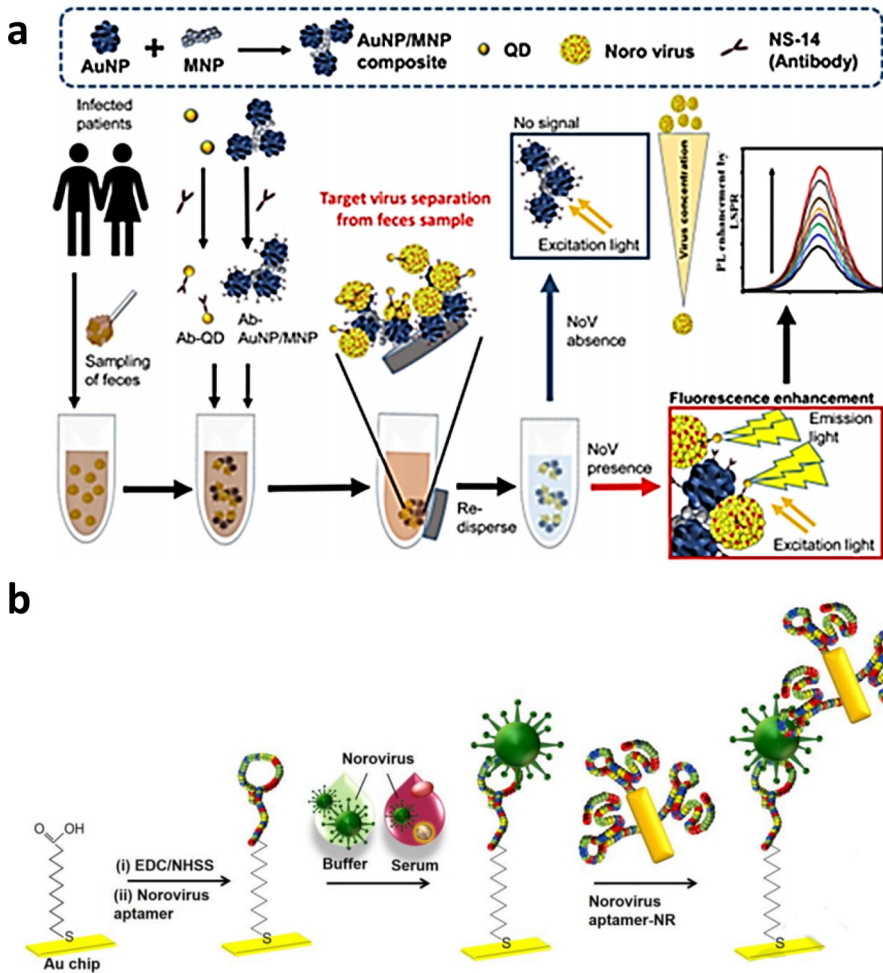 a
AuNP
+
MNP
AuNP/MNP
composite
QD
Noro virus
NS-14
(Antibody)
Infected
patients
Sampling
of feces
Ab-QD
Ab-
AuNP/MNP
Target virus separation
from feces sample
Re-
disperse
No signal
Excitation light
NoV
absence
NoV
presence
Virus concentration
PL enhancement by
LSPR
Fluorescence enhancement
Emission
light
Excitation light
b
O
OH
S
Au chip
(i) EDC/NHSS
(ii) Norovirus
aptamer
S
Norovirus
Buffer
Serum
S
Norovirus
aptamer-NR
S